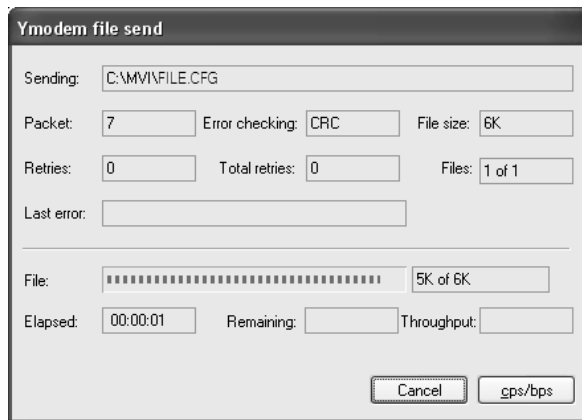 Ymodem file send
Sending: C:\MVI\FILE.CFG
Packet: 7 Error checking: CRC File size: 6K
Retries: 0 Total retries: 0 Files: 1 of 1
Last error:
File: 5K of 6K
Elapsed: 00:00:01 Remaining: Throughput:
Cancel cps/bps